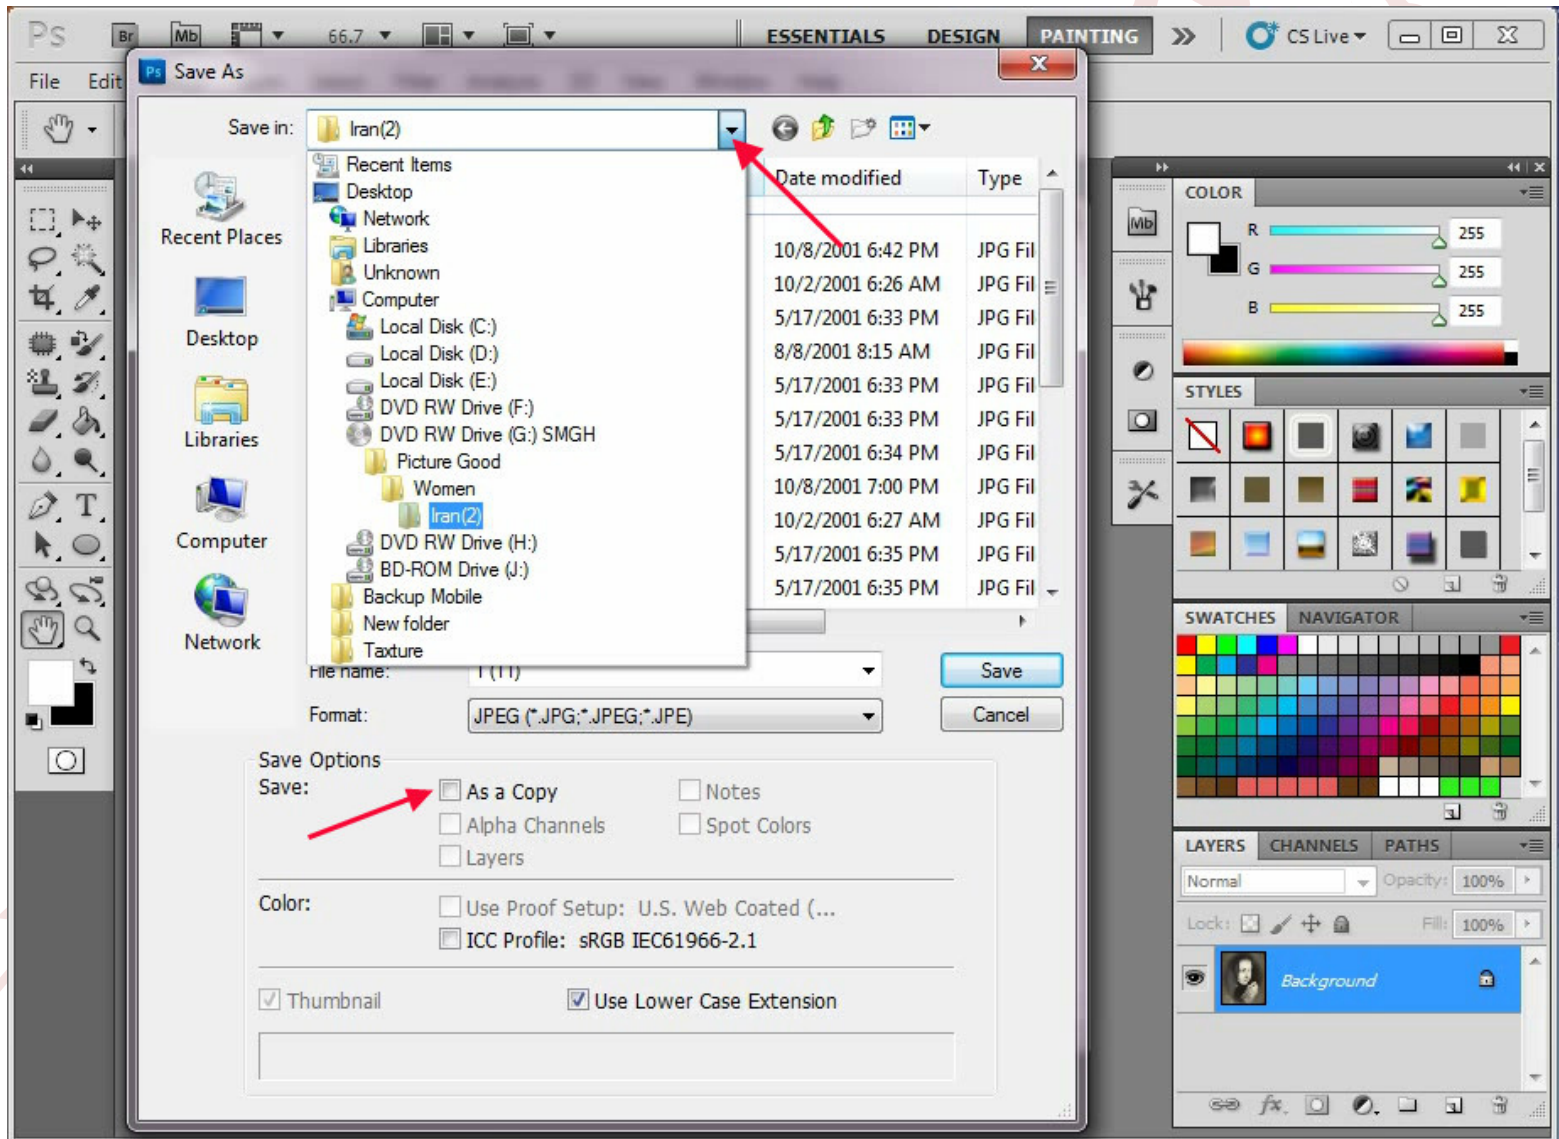 Ps Br Mb 66.7 ESSENTIALS DESIGN PAINTING CS Live
File Edit
Ps Save As
Save in: Iran(2)
Recent Items
Desktop
Network
Libraries
Unknown
Computer
Local Disk (C:)
Local Disk (D:)
Local Disk (E:)
DVD RW Drive (F:)
DVD RW Drive (G:) SMGH
Picture Good
Women
Iran(2)
DVD RW Drive (H:)
BD-ROM Drive (J:)
Backup Mobile
New folder
Taxture
Recent Places
Desktop
Libraries
Computer
Network
Date modified Type
10/8/2001 6:42 PM JPG Fil
10/2/2001 6:26 AM JPG Fil
5/17/2001 6:33 PM JPG Fil
8/8/2001 8:15 AM JPG Fil
5/17/2001 6:33 PM JPG Fil
5/17/2001 6:33 PM JPG Fil
5/17/2001 6:34 PM JPG Fil
10/8/2001 7:00 PM JPG Fil
10/2/2001 6:27 AM JPG Fil
5/17/2001 6:35 PM JPG Fil
5/17/2001 6:35 PM JPG Fil
File name: 1 (11) Save
Format: JPEG (*.JPG;*.JPEG;*.JPE) Cancel
Save Options
Save: As a Copy Notes
Alpha Channels Spot Colors
Layers
Color: Use Proof Setup: U.S. Web Coated (...
ICC Profile: sRGB IEC61966-2.1
Thumbnail Use Lower Case Extension
Mb
COLOR
R 255
G 255
B 255
STYLES
SWATCHES NAVIGATOR
LAYERS CHANNELS PATHS
Normal Opacity: 100%
Lock: Fill: 100%
Background
fx.